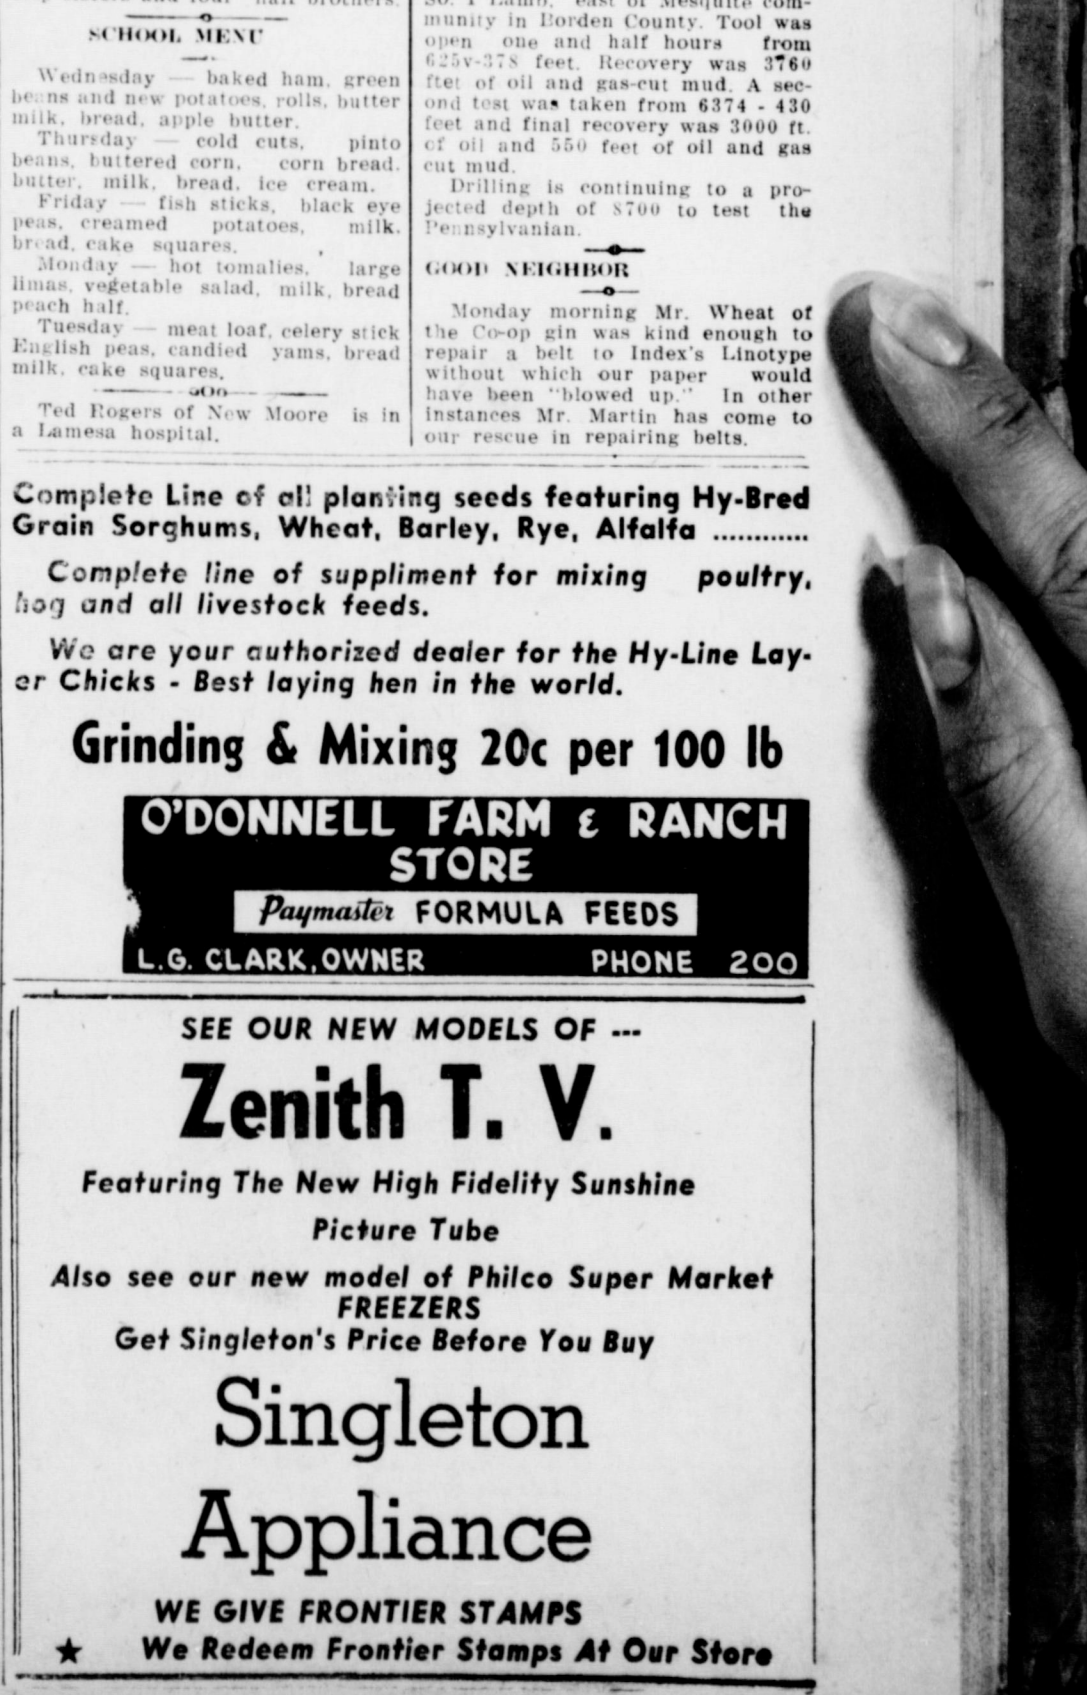 SCHOOL MENU
Wednesday — baked ham, green
beans and new potatoes, rolls, butter
milk, bread, apple butter.
Thursday — cold cuts, pinto
beans, buttered corn, corn bread.
butter, milk, bread, ice cream.
Friday — fish sticks, black eye
peas, creamed potatoes, milk.
bread, cake squares.
Monday — hot tomalies, large
limas, vegetable salad, milk, bread
peach half.
Tuesday — meat loaf, celery stick
English peas, candied yams, bread
milk, cake squares.
oOo
Ted Rogers of New Moore is in
a Lamesa hospital.
east of Mesquite com-
munity in Borden County. Tool was
open one and half hours from
625v-378 feet. Recovery was 3760
ftet of oil and gas-cut mud. A sec-
ond test was taken from 6374 - 430
feet and final recovery was 3000 ft.
of oil and 550 feet of oil and gas
cut mud.
Drilling is continuing to a pro-
jected depth of 8700 to test the
Pennsylvanian.
GOOD NEIGHBOR
Monday morning Mr. Wheat of
the Co-op gin was kind enough to
repair a belt to Index's Linotype
without which our paper would
have been "blowed up." In other
instances Mr. Martin has come to
our rescue in repairing belts.
Complete Line of all planting seeds featuring Hy-Bred
Grain Sorghums, Wheat, Barley, Rye, Alfalfa ............
Complete line of suppliment for mixing poultry,
hog and all livestock feeds.
We are your authorized dealer for the Hy-Line Lay-
er Chicks - Best laying hen in the world.
Grinding & Mixing 20c per 100 lb
O'DONNELL FARM & RANCH
STORE
Paymaster FORMULA FEEDS
L.G. CLARK, OWNER PHONE 200
SEE OUR NEW MODELS OF ---
Zenith T. V.
Featuring The New High Fidelity Sunshine
Picture Tube
Also see our new model of Philco Super Market
FREEZERS
Get Singleton's Price Before You Buy
Singleton
Appliance
WE GIVE FRONTIER STAMPS
★ We Redeem Frontier Stamps At Our Store